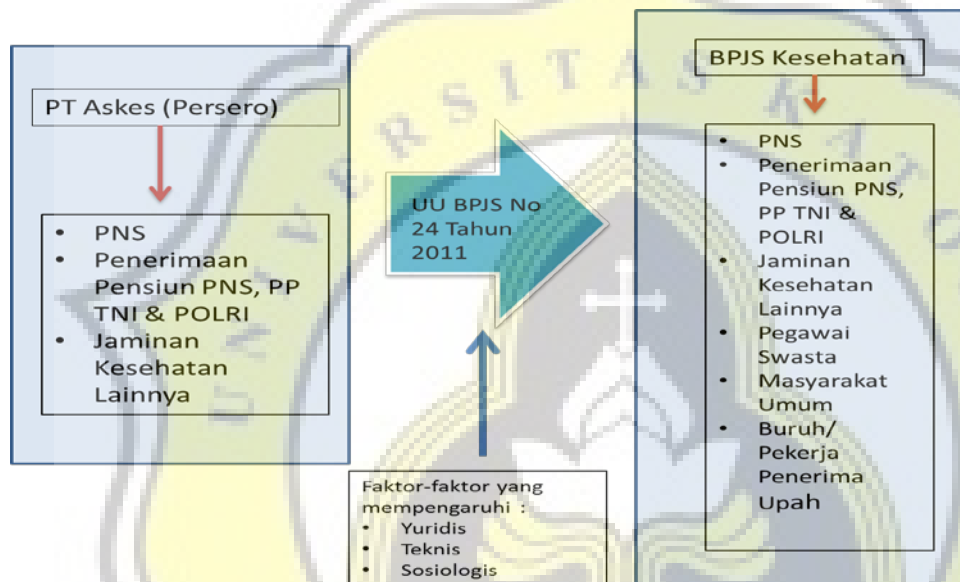 PT Askes (Persero)
• PNS
• Penerimaan
Pensiun PNS, PP
TNI & POLRI
• Jaminan
Kesehatan
Lainnya
UU BPJS No
24 Tahun
2011
Faktor-faktor yang
mempengaruhi :
• Yuridis
• Teknis
• Sosiologis
BPJS Kesehatan
• PNS
• Penerimaan
Pensiun PNS,
PP TNI &
POLRI
• Jaminan
Kesehatan
Lainnya
• Pegawai
Swasta
• Masyarakat
Umum
• Buruh/
Pekerja
Penerima
Upah